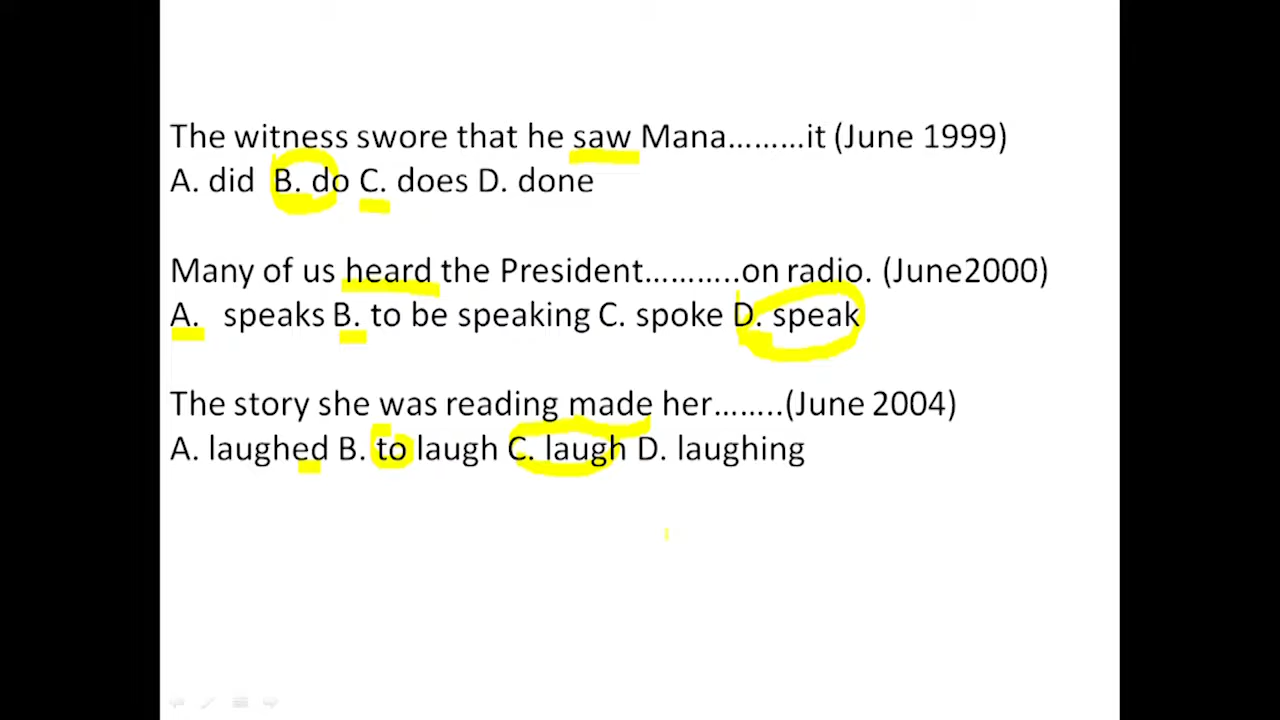 The witness swore that he saw Mana………it (June 1999)
A. did B. do C. does D. done
Many of us heard the President………..on radio. (June2000)
A. speaks B. to be speaking C. spoke D. speak
The story she was reading made her……..(June 2004)
A. laughed B. to laugh C. laugh D. laughing